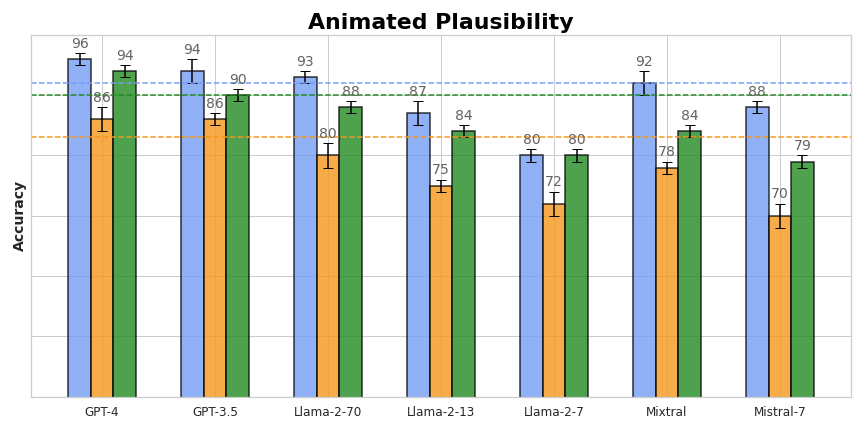 Animated Plausibility
96
86
94
94
86
90
93
80
88
87
75
84
80
72
80
92
78
84
88
70
79
Accuracy
GPT-4
GPT-3.5
Llama-2-70
Llama-2-13
Llama-2-7
Mixtral
Mistral-7